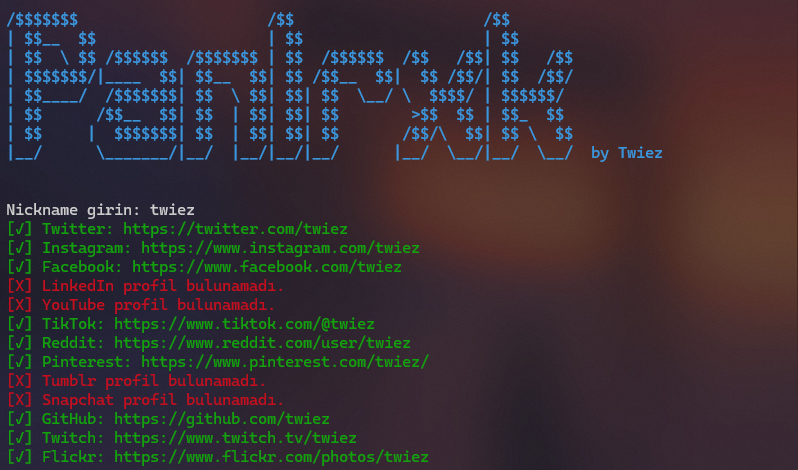 /$$$$$$$                     /$$                     /$$
| $$__  $$                   | $$                    | $$
| $$  \ $$ /$$$$$$  /$$$$$$$ | $$  /$$$$$$  /$$   /$$| $$   /$$
| $$$$$$$/|____  $$| $$__  $$| $$ /$$__  $$|  $$ /$$/| $$  /$$/
| $$____/  /$$$$$$$| $$  \ $$| $$| $$  \__/ \  $$$$/ | $$$$$$/
| $$      /$$__  $$| $$  | $$| $$| $$        >$$  $$ | $$_  $$
| $$     |  $$$$$$$| $$  | $$| $$| $$       /$$/\  $$| $$ \  $$
|__/      \_______/|__/  |__/|__/|__/      |__/  \__/|__/  \__/  by Twiez
Nickname girin: twiez
[√] Twitter: https://twitter.com/twiez
[√] Instagram: https://www.instagram.com/twiez
[√] Facebook: https://www.facebook.com/twiez
[X] LinkedIn profil bulunamadı.
[X] YouTube profil bulunamadı.
[√] TikTok: https://www.tiktok.com/@twiez
[√] Reddit: https://www.reddit.com/user/twiez
[√] Pinterest: https://www.pinterest.com/twiez/
[X] Tumblr profil bulunamadı.
[X] Snapchat profil bulunamadı.
[√] GitHub: https://github.com/twiez
[√] Twitch: https://www.twitch.tv/twiez
[√] Flickr: https://www.flickr.com/photos/twiez